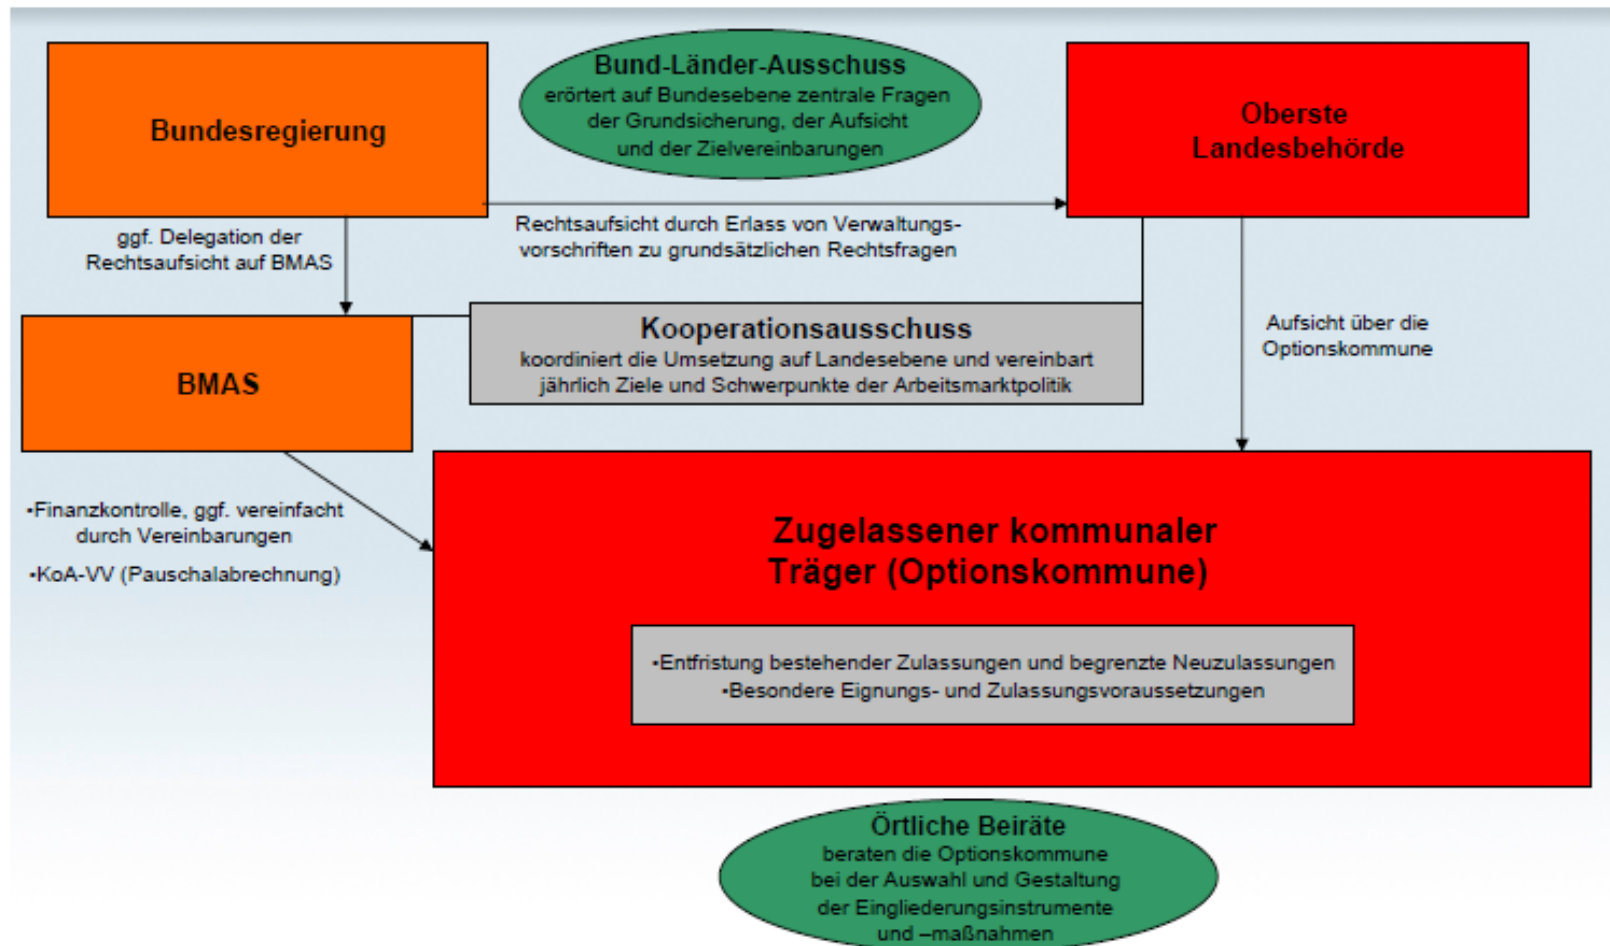 Bundesregierung
Bund-Länder-Ausschuss
erörtert auf Bundesebene zentrale Fragen
der Grundsicherung, der Aufsicht
und der Zielvereinbarungen
Oberste
Landesbehörde
ggf. Delegation der
Rechtsaufsicht auf BMAS
Rechtsaufsicht durch Erlass von Verwaltungs-
vorschriften zu grundsätzlichen Rechtsfragen
BMAS
Kooperationsausschuss
koordiniert die Umsetzung auf Landesebene und vereinbart
jährlich Ziele und Schwerpunkte der Arbeitsmarktpolitik
Aufsicht über die
Optionskommune
•Finanzkontrolle, ggf. vereinfacht
durch Vereinbarungen
•KoA-VV (Pauschalabrechnung)
Zugelassener kommunaler
Träger (Optionskommune)
•Entfristung bestehender Zulassungen und begrenzte Neuzulassungen
•Besondere Eignungs- und Zulassungsvoraussetzungen
Örtliche Beiräte
beraten die Optionskommune
bei der Auswahl und Gestaltung
der Eingliederungsinstrumente
und –maßnahmen